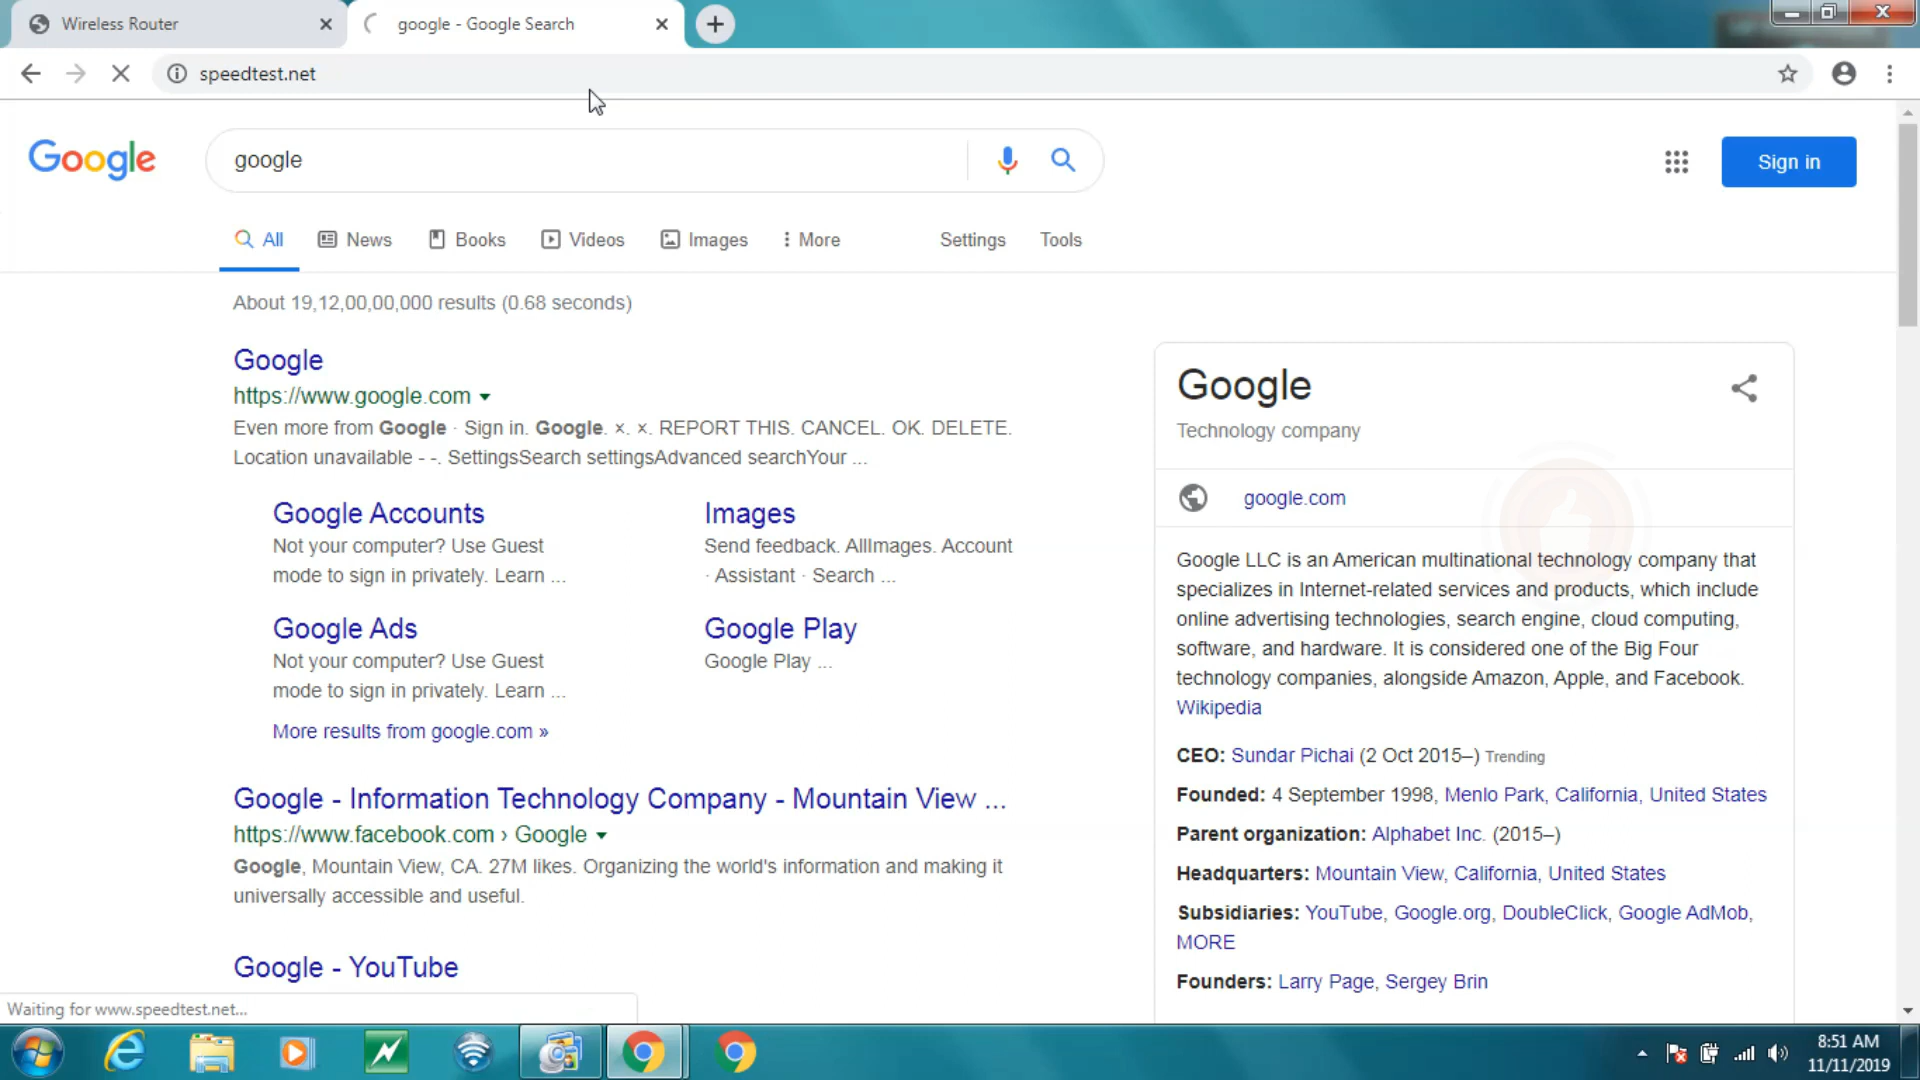 Wireless Router
google - Google Search
speedtest.net
Google
google
Sign in
All
News
Books
Videos
Images
More
Settings
Tools
About 19,12,00,00,000 results (0.68 seconds)
Google
https://www.google.com
Even more from Google · Sign in. Google. ×. ×. REPORT THIS. CANCEL. OK. DELETE.
Location unavailable - -. SettingsSearch settingsAdvanced searchYour ...
Google Accounts
Not your computer? Use Guest
mode to sign in privately. Learn ...
Images
Send feedback. AllImages. Account
· Assistant · Search ...
Google Ads
Not your computer? Use Guest
mode to sign in privately. Learn ...
Google Play
Google Play ...
More results from google.com »
Google - Information Technology Company - Mountain View ...
https://www.facebook.com › Google
Google, Mountain View, CA. 27M likes. Organizing the world's information and making it
universally accessible and useful.
Google - YouTube
Google
Technology company
google.com
Google LLC is an American multinational technology company that
specializes in Internet-related services and products, which include
online advertising technologies, search engine, cloud computing,
software, and hardware. It is considered one of the Big Four
technology companies, alongside Amazon, Apple, and Facebook.
Wikipedia
CEO: Sundar Pichai (2 Oct 2015–) Trending
Founded: 4 September 1998, Menlo Park, California, United States
Parent organization: Alphabet Inc. (2015–)
Headquarters: Mountain View, California, United States
Subsidiaries: YouTube, Google.org, DoubleClick, Google AdMob,
MORE
Founders: Larry Page, Sergey Brin
Waiting for www.speedtest.net...
8:51 AM
11/11/2019